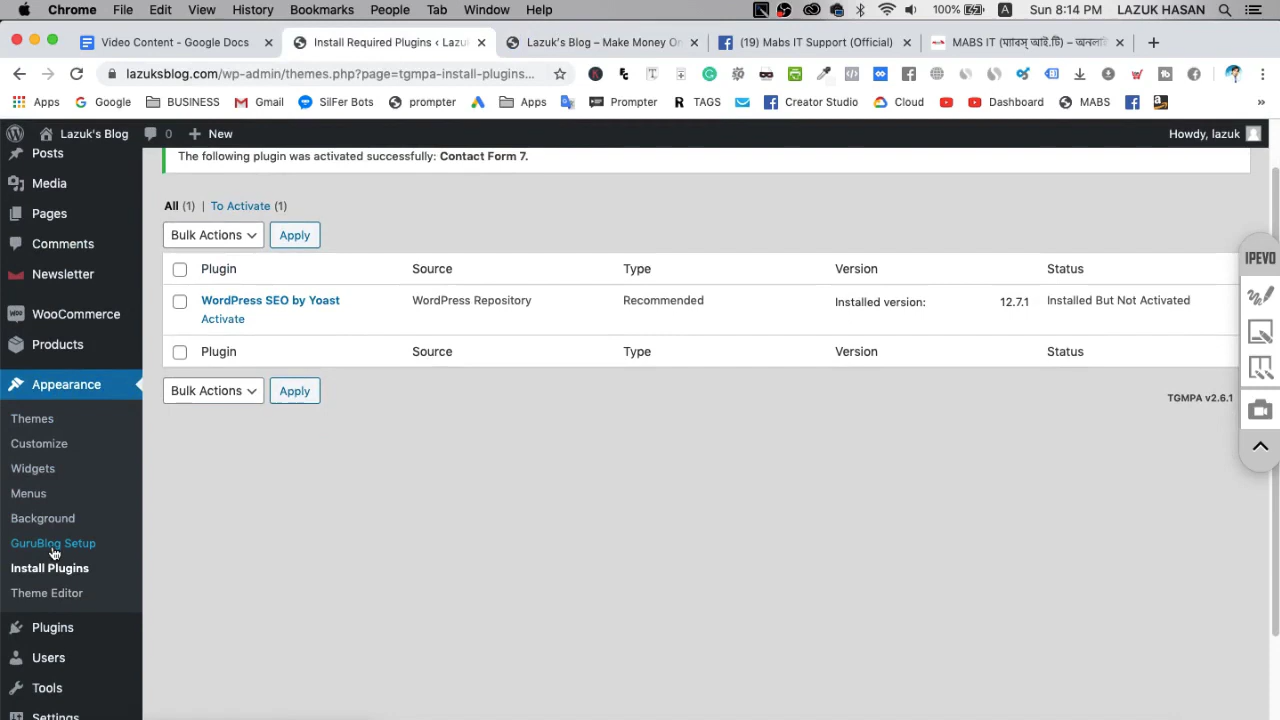 Chrome File Edit View History Bookmarks People Tab Window Help 100% A Sun 8:14 PM LAZUK HASAN
Video Content - Google Docs Install Required Plugins ‹ Lazuk Lazuk's Blog – Make Money On (19) Mabs IT Support (Official) MABS IT (ম্যাবস্ আই.টি) – অনলাই
lazuksblog.com/wp-admin/themes.php?page=tgmpa-install-plugins...
Apps Google BUSINESS Gmail SilFer Bots prompter Apps Prompter TAGS Creator Studio Cloud Dashboard MABS »
Lazuk's Blog 0 New Howdy, lazuk
Posts
Media
Pages
Comments
Newsletter
WooCommerce
Products
Appearance
Themes
Customize
Widgets
Menus
Background
GuruBlog Setup
Install Plugins
Theme Editor
Plugins
Users
Tools
Settings
The following plugin was activated successfully: Contact Form 7.
All (1) | To Activate (1)
Bulk Actions Apply
Plugin Source Type Version Status
WordPress SEO by Yoast WordPress Repository Recommended Installed version: 12.7.1 Installed But Not Activated
Activate
Plugin Source Type Version Status
Bulk Actions Apply
TGMPA v2.6.1
IPEVO